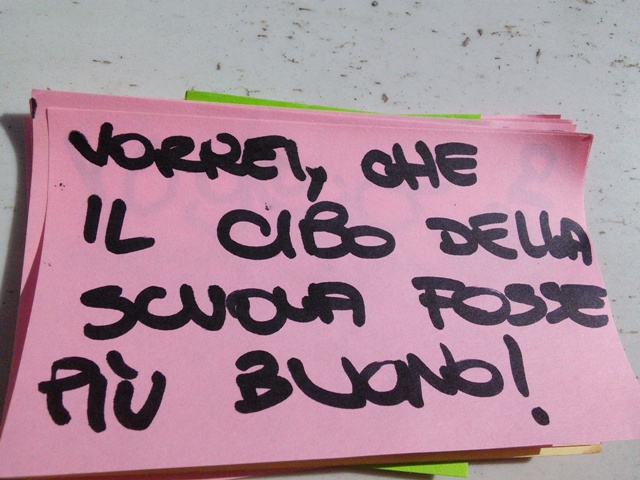 VORREI, CHE
IL CIBO DELLA
SCUOLA FOSSE
PIÙ BUONO!